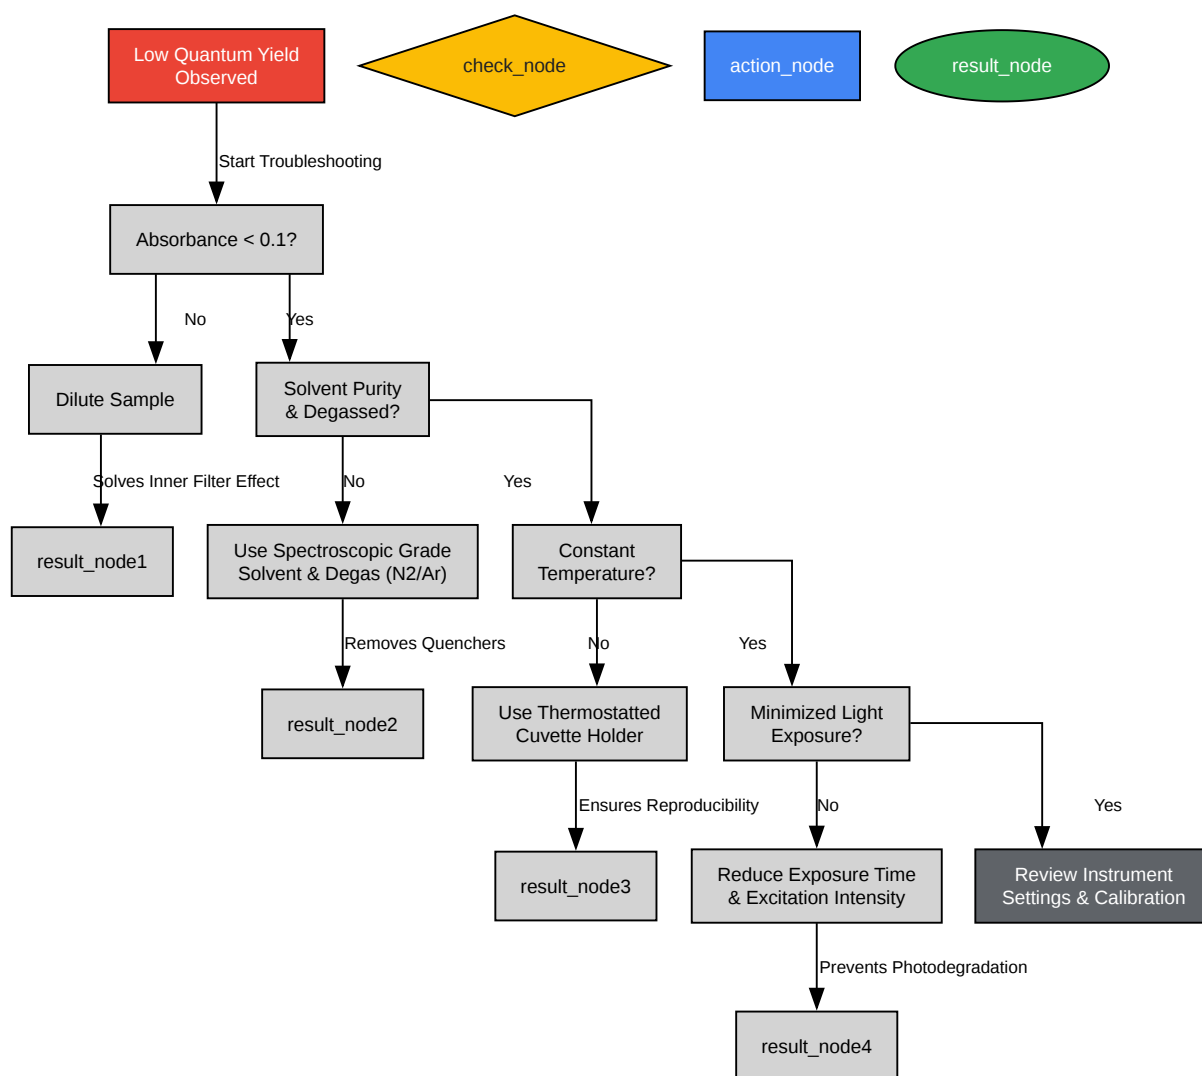 Low Quantum Yield
Observed
check_node
action_node
result_node
Start Troubleshooting
Absorbance < 0.1?
No
Yes
Dilute Sample
Solvent Purity
& Degassed?
Solves Inner Filter Effect
No
Yes
result_node1
Use Spectroscopic Grade
Solvent & Degas (N2/Ar)
Constant
Temperature?
Removes Quenchers
No
Yes
result_node2
Use Thermostatted
Cuvette Holder
Minimized Light
Exposure?
Ensures Reproducibility
No
Yes
result_node3
Reduce Exposure Time
& Excitation Intensity
Review Instrument
Settings & Calibration
Prevents Photodegradation
result_node4